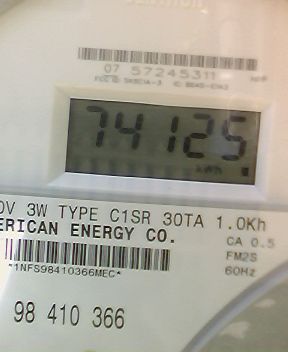 07 57245311
74125
kWh
0V 3W TYPE C1SR 30TA 1.0Kh
ERICAN ENERGY CO.
CA 0.5
FM2S
60Hz
*1NFS98410366MEC*
98 410 366